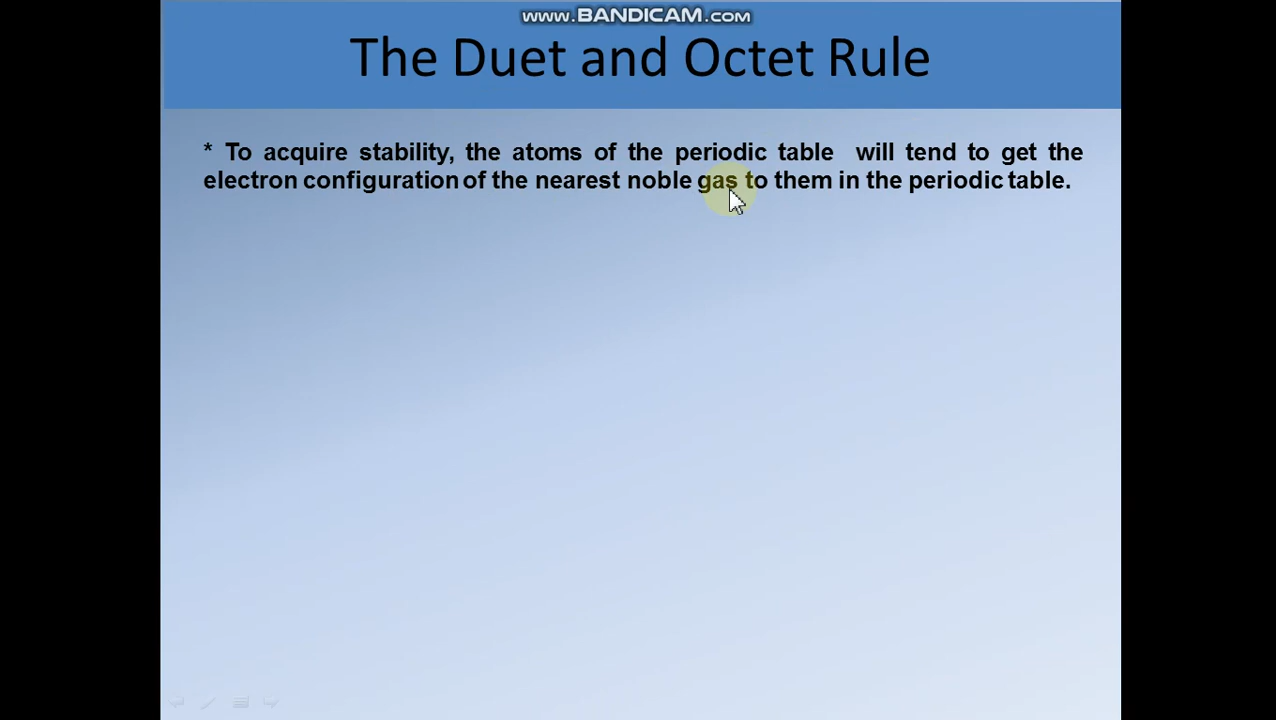 www.BANDICAM.com
The Duet and Octet Rule
* To acquire stability, the atoms of the periodic table will tend to get the
electron configuration of the nearest noble gas to them in the periodic table.